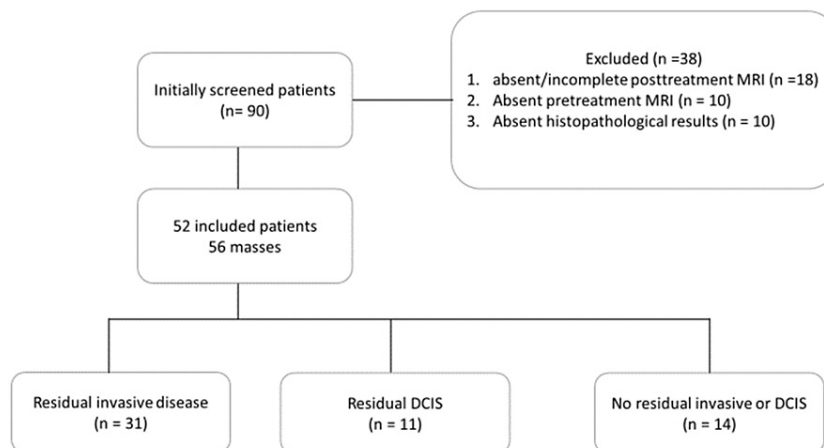 Initially screened patients
(n= 90)
Excluded (n =38)
1. absent/incomplete posttreatment MRI (n =18)
2. Absent pretreatment MRI (n = 10)
3. Absent histopathological results (n = 10)
52 included patients
56 masses
Residual invasive disease
(n = 31)
Residual DCIS
(n = 11)
No residual invasive or DCIS
(n = 14)